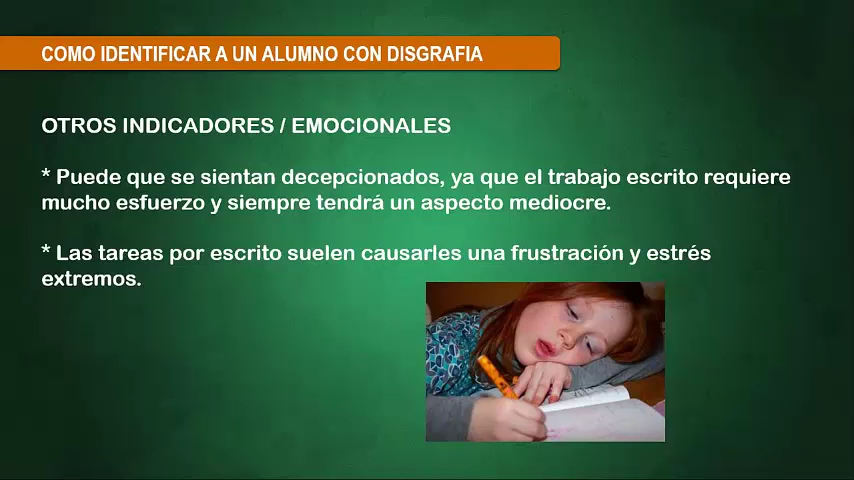 COMO IDENTIFICAR A UN ALUMNO CON DISGRAFIA
OTROS INDICADORES / EMOCIONALES
* Puede que se sientan decepcionados, ya que el trabajo escrito requiere
mucho esfuerzo y siempre tendrá un aspecto mediocre.
* Las tareas por escrito suelen causarles una frustración y estrés
extremos.